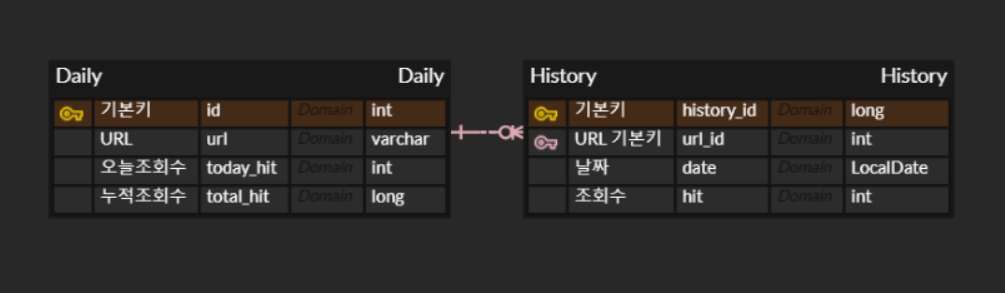 Daily Daily
기본키 id Domain int
URL url Domain varchar
오늘조회수 today_hit Domain int
누적조회수 total_hit Domain long
History History
기본키 history_id Domain long
URL 기본키 url_id Domain int
날짜 date Domain LocalDate
조회수 hit Domain int